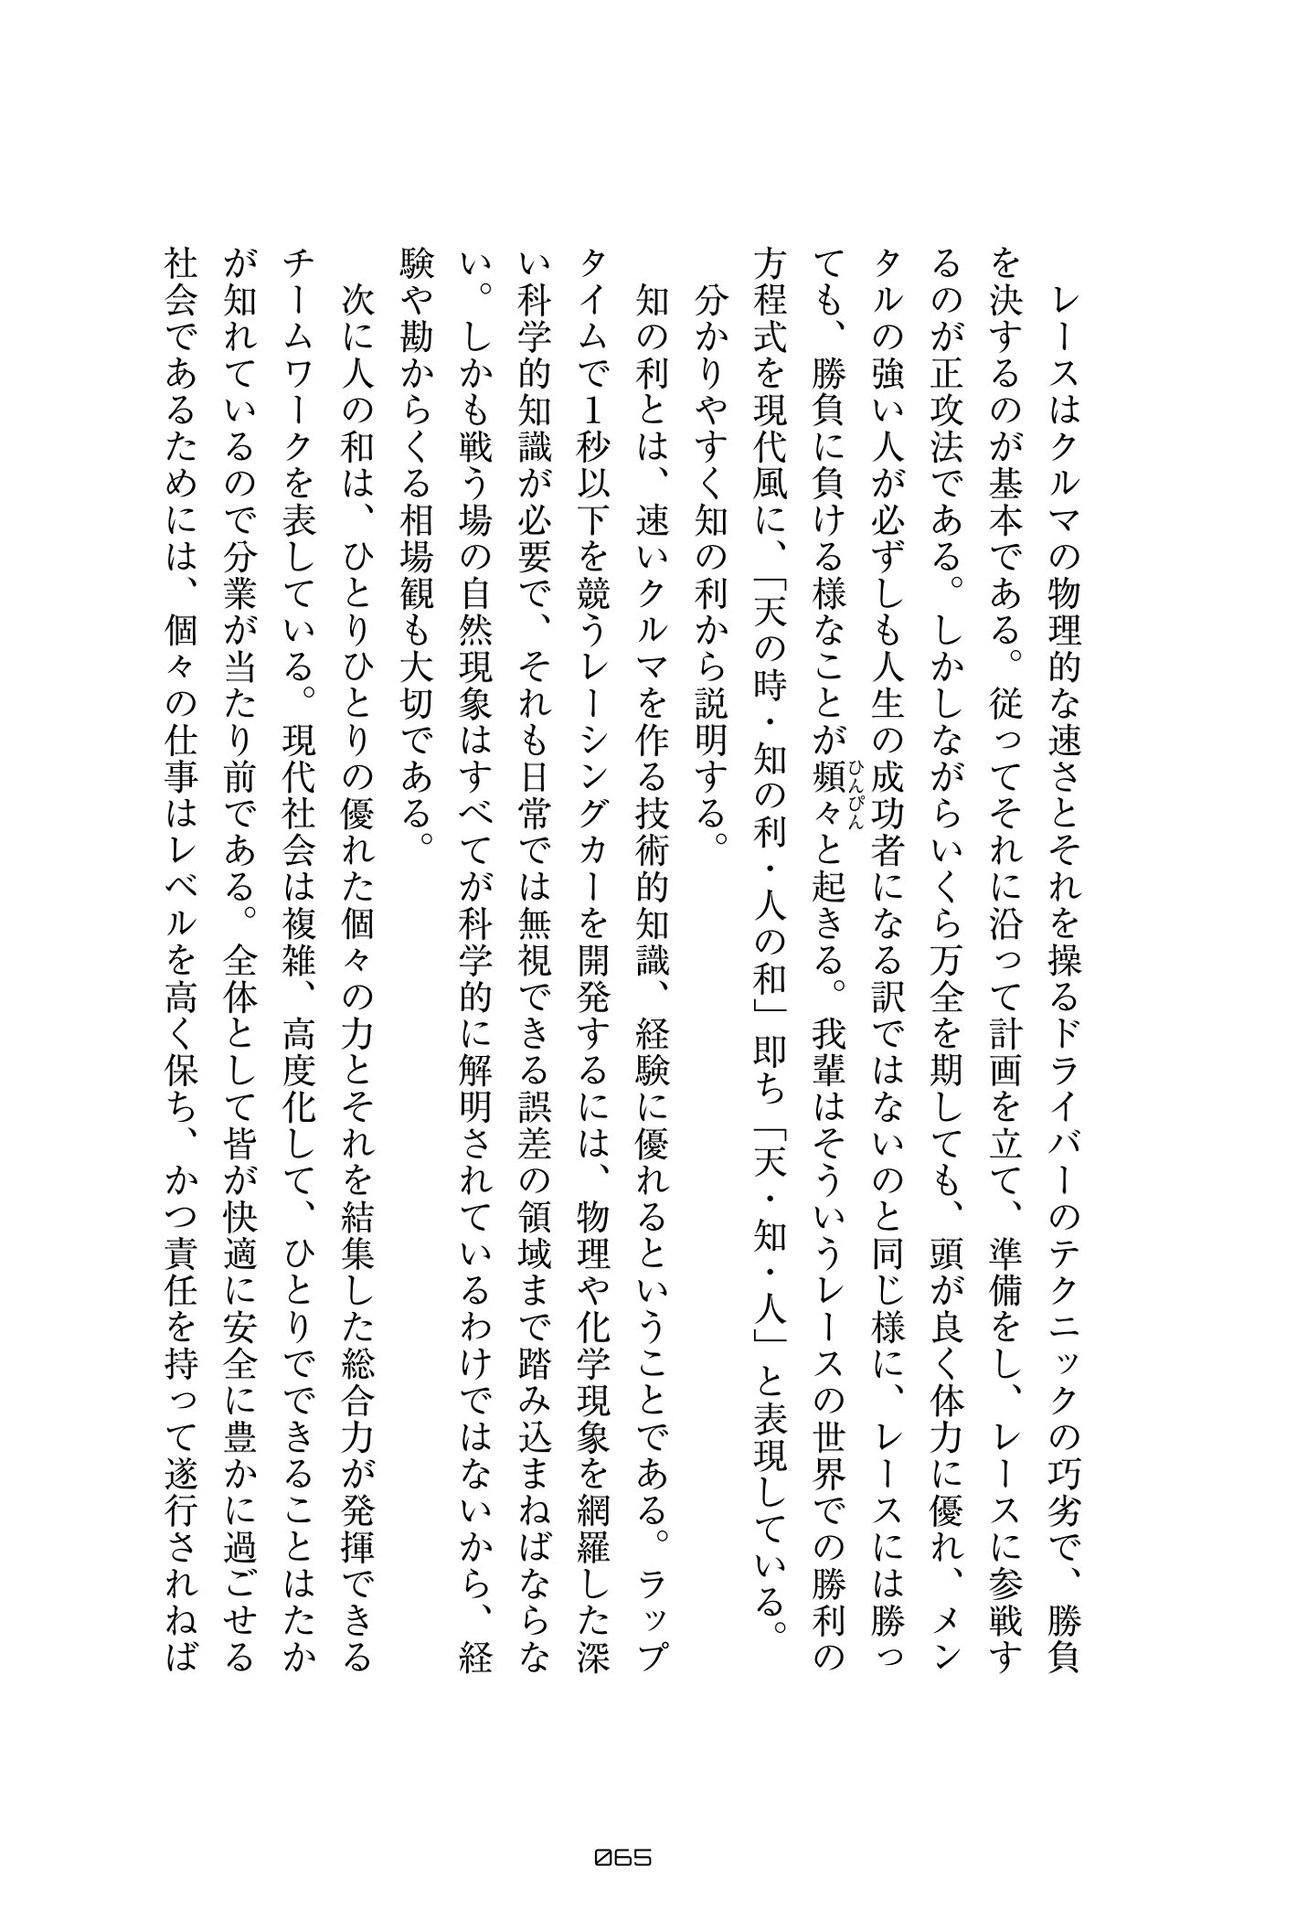 レースはクルマの物理的な速さとそれを操るドライバーのテクニックの巧劣で、勝負
を決するのが基本である。従ってそれに沿って計画を立て、準備をし、レースに参戦す
るのが正攻法である。しかしながらいくら万全を期しても、頭が良く体力に優れ、メン
タルの強い人が必ずしも人生の成功者になる訳ではないのと同じ様に、レースには勝っ
ても、勝負に負ける様なことが頻々と起きる。我輩はそういうレースの世界での勝利の
ひんぴん
方程式を現代風に、「天の時・知の利・人の和」即ち「天・知・人」と表現している。
　分かりやすく知の利から説明する。
　知の利とは、速いクルマを作る技術的知識、経験に優れるということである。ラップ
タイムで1秒以下を競うレーシングカーを開発するには、物理や化学現象を網羅した深
い科学的知識が必要で、それも日常では無視できる誤差の領域まで踏み込まねばならな
い。しかも戦う場の自然現象はすべてが科学的に解明されているわけではないから、経
験や勘からくる相場観も大切である。
　次に人の和は、ひとりひとりの優れた個々の力とそれを結集した総合力が発揮できる
チームワークを表している。現代社会は複雑、高度化して、ひとりでできることはたか
が知れているので分業が当たり前である。全体として皆が快適に安全に豊かに過ごせる
社会であるためには、個々の仕事はレベルを高く保ち、かつ責任を持って遂行されねば
065